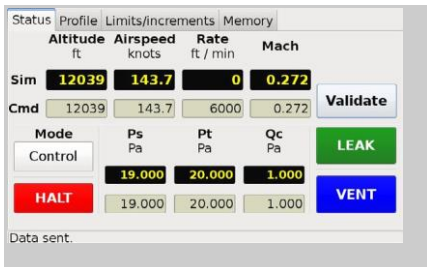 Status Profile Limits/increments Memory
Altitude Airspeed Rate Mach
ft knots ft / min
Sim 12039 143.7 0 0.272
Cmd 12039 143.7 6000 0.272 Validate
Mode Ps Pt Qc
Pa Pa Pa
Control LEAK
19.000 20.000 1.000
HALT 19.000 20.000 1.000 VENT
Data sent.